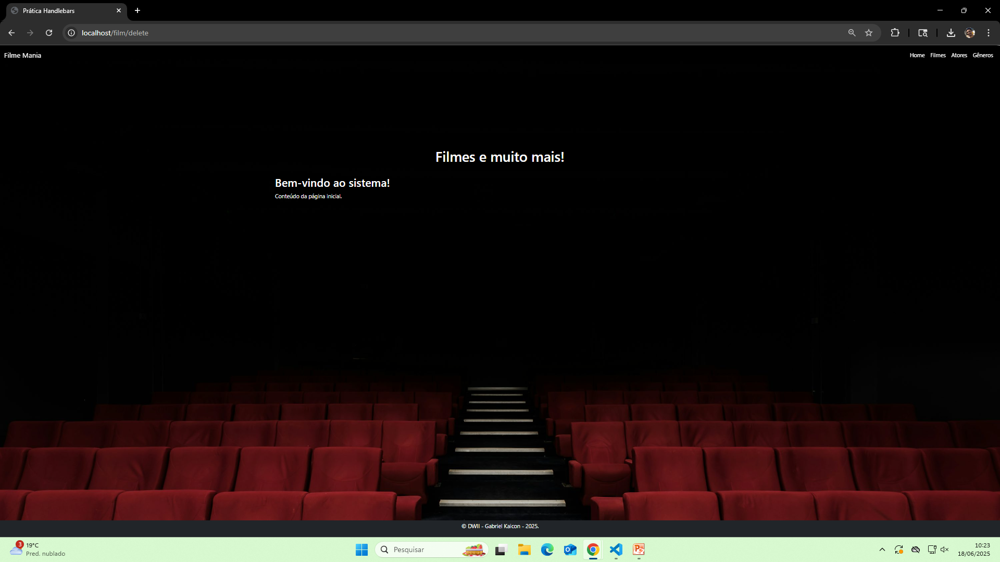 Prática Handlebars
localhost/film/delete
Filme Mania
Home Filmes Atores Gêneros
Filmes e muito mais!
Bem-vindo ao sistema!
Conteúdo da página inicial.
© DWII - Gabriel Kaicon - 2025.
3
19°C
Pred. nublado
Pesquisar
10:23
18/06/2025